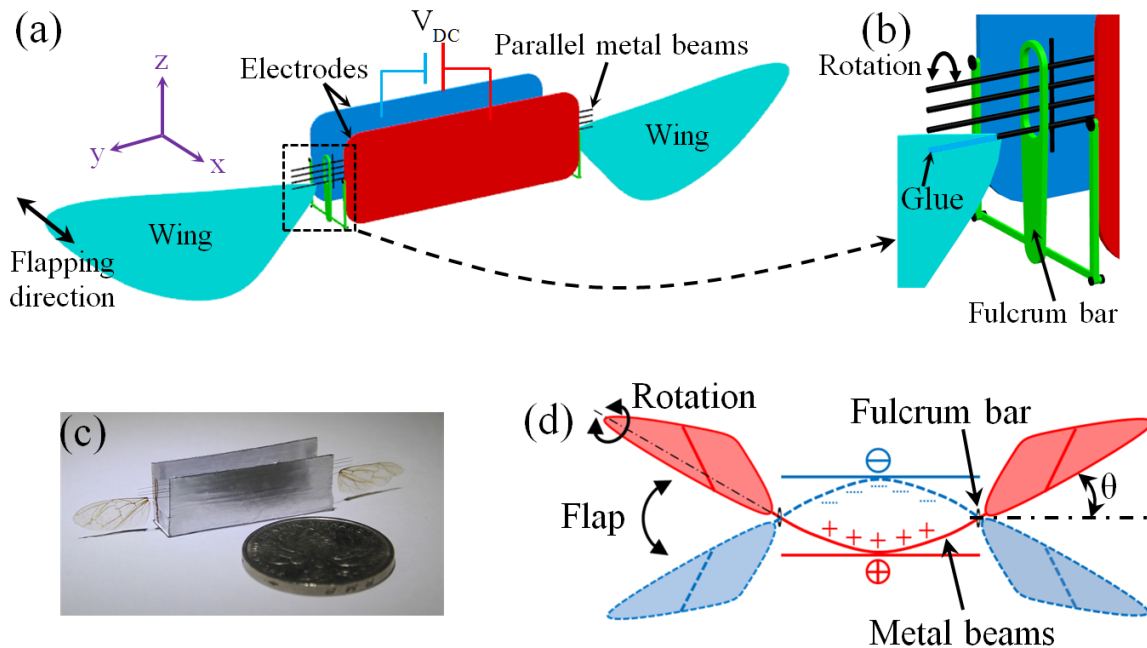 (a)
V DC
Electrodes
Parallel metal beams
z
y
x
Wing
Wing
Flapping
direction
(b)
Rotation
Glue
Fulcrum bar
(c)
(d)
Rotation
Fulcrum bar
Flap
θ
Metal beams